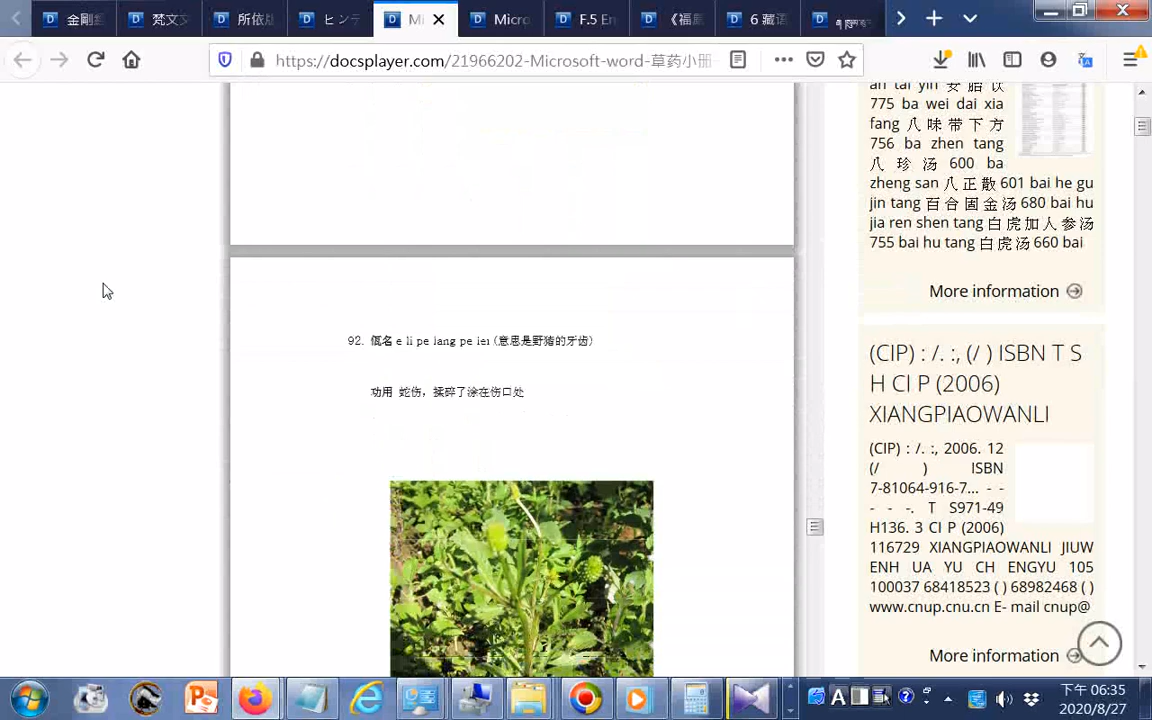 金剛經
梵文文
所依版
ヒンテ
Mi
Micro
F.5 En
《福
6 藏語
https://docsplayer.com/21966202-Microsoft-word-草药小册
92. 佤名 e li pe lang pe lei (意思是野猪的牙齿)
功用 蛇伤，揉碎了涂在伤口处
an tai yin 安 胎 饮
775 ba wei dai xia
fang 八 味 带 下 方
756 ba zhen tang
八 珍 汤 600 ba
zheng san 八 正 散 601 bai he gu
jin tang 百 合 固 金 汤 680 bai hu
jia ren shen tang 白 虎 加 人 参 汤
755 bai hu tang 白 虎 汤 660 bai
More information
(CIP) : /. :, (/ ) ISBN T S
H CI P (2006)
XIANGPIAOWANLI
(CIP) : /. :, 2006. 12
(/ ) ISBN
7-81064-916-7... - -
- - -. T S971-49
H136. 3 CI P (2006)
116729 XIANGPIAOWANLI JIUW
ENH UA YU CH ENGYU 105
100037 68418523 ( ) 68982468 ( )
www.cnup.cnu.cn E- mail cnup@
More information
下午 06:35
2020/8/27